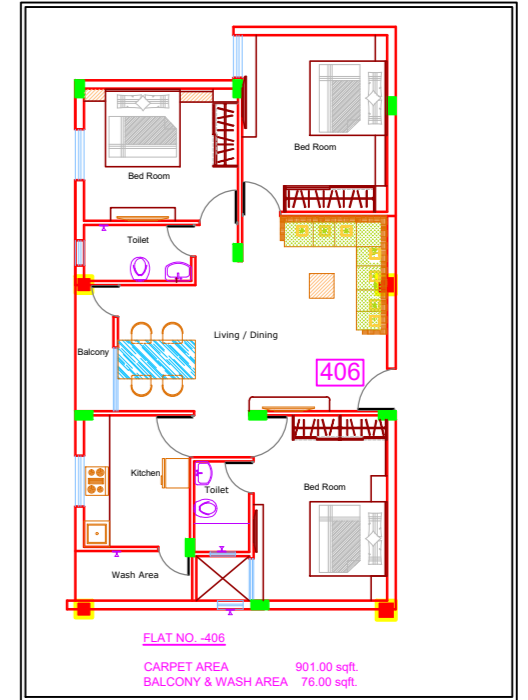 Bed Room
Bed Room
Toilet
Living / Dining
Balcony
406
Kitchen
Toilet
Bed Room
Wash Area
FLAT NO. -406
CARPET AREA 901.00 sqft.
BALCONY & WASH AREA 76.00 sqft.